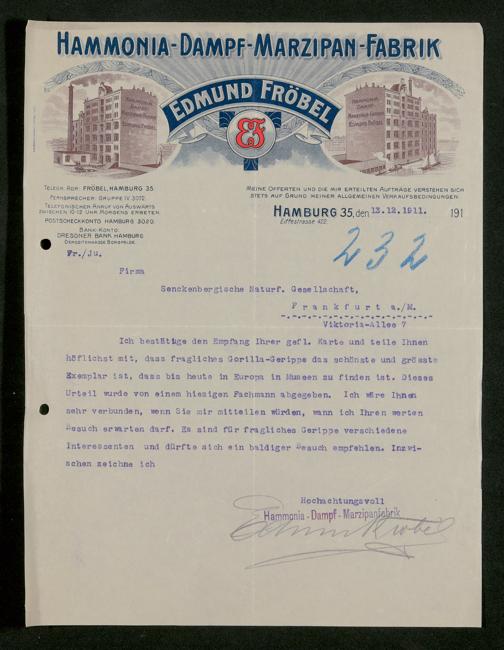 HAMMONIA-DAMPF-MARZIPAN-FABRIK
EDMUND FRÖBEL
EF
TELEGR. ADR: FRÖBEL, HAMBURG 35.
FERNSPRECHER: GRUPPE IV, 3072.
TELEFONISCHEN ANRUF VON AUSWÄRTS
ZWISCHEN 10-12 UHR MORGENS ERBETEN.
POSTSCHECKKONTO HAMBURG 3020.
BANK-KONTO:
DRESDNER BANK, HAMBURG
DEPOSITENKASSE BORGFELDE.
MEINE OFFERTEN UND DIE MIR ERTEILTEN AUFTRÄGE VERSTEHEN SICH
STETS AUF GRUND MEINER ALLGEMEINEN VERKAUFSBEDINGUNGEN.
HAMBURG 35, den 13.12.1911. 191
Eiffestrasse 422.
232
Fr./Ju.
Firma
Senckenbergische Naturf. Gesellschaft,
Frankfurt a./M.
Viktoria-Allee 7
Ich bestätige den Empfang Ihrer gefl. Karte und teile Ihnen
höflichst mit, dass fragliches Gorilla-Gerippe das schönste und grösste
Exemplar ist, dass bis heute in Europa in Museen zu finden ist. Dieses
Urteil wurde von einem hiesigen Fachmann abgegeben. Ich wäre Ihnen
sehr verbunden, wenn Sie mir mitteilen würden, wann ich Ihren werten
Besuch erwarten darf. Es sind für fragliches Gerippe verschiedene
Interessenten und dürfte sich ein baldiger Besuch empfehlen. Inzwi-
schen zeichne ich
Hochachtungsvoll
Hammonia-Dampf-Marzipanfabrik
Edmund Fröbel